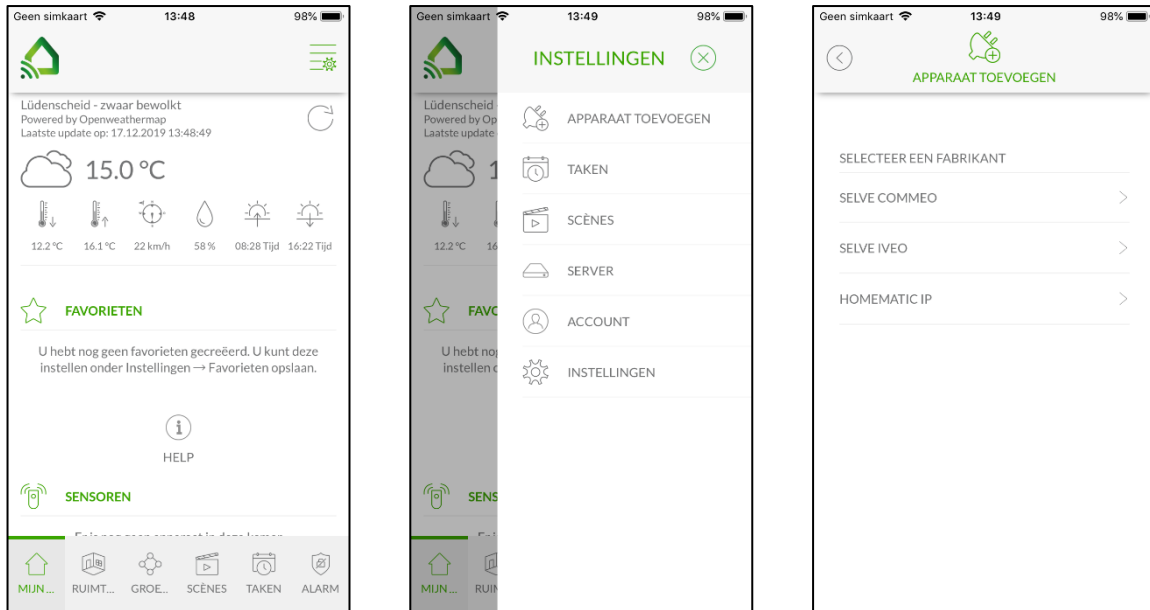 Geen simkaart 13:48 98%
Lüdenscheid - zwaar bewolkt
Powered by Openweathermap
Laatste update op: 17.12.2019 13:48:49
15.0 °C
12.2 °C 16.1 °C 22 km/h 58 % 08:28 Tijd 16:22 Tijd
FAVORIETEN
U hebt nog geen favorieten gecreëerd. U kunt deze
instellen onder Instellingen → Favorieten opslaan.
HELP
SENSOREN
MIJN... RUIMT... GROE... SCÈNES TAKEN ALARM
Geen simkaart 13:49 98%
INSTELLINGEN
Lüdenscheid -
Powered by Op
Laatste update
1
12.2 °C 16
FAVO
U hebt nog
instellen o
SENS
MIJN... RUIM
APPARAAT TOEVOEGEN
TAKEN
SCÈNES
SERVER
ACCOUNT
INSTELLINGEN
Geen simkaart 13:49 98%
APPARAAT TOEVOEGEN
SELECTEER EEN FABRIKANT
SELVE COMMEO
SELVE IVEO
HOMEMATIC IP